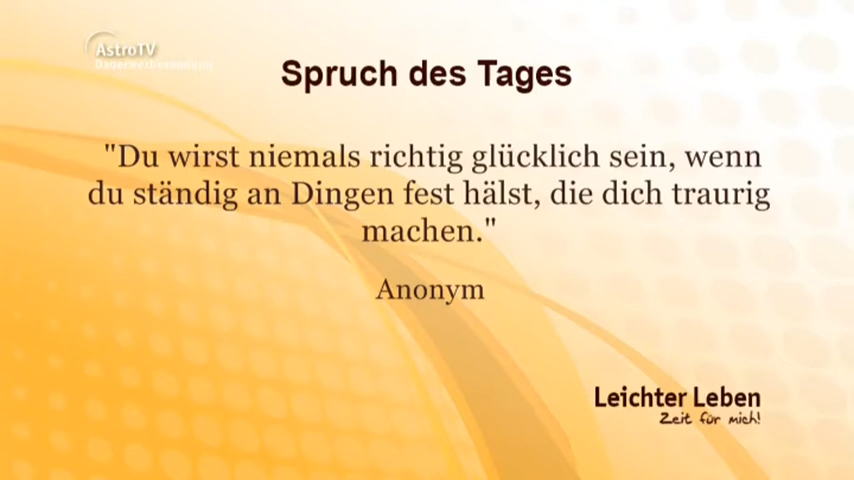 AstroTV
Dauerwerbesendung
Spruch des Tages
"Du wirst niemals richtig glücklich sein, wenn
du ständig an Dingen fest hälst, die dich traurig
machen."
Anonym
Leichter Leben
Zeit für mich!